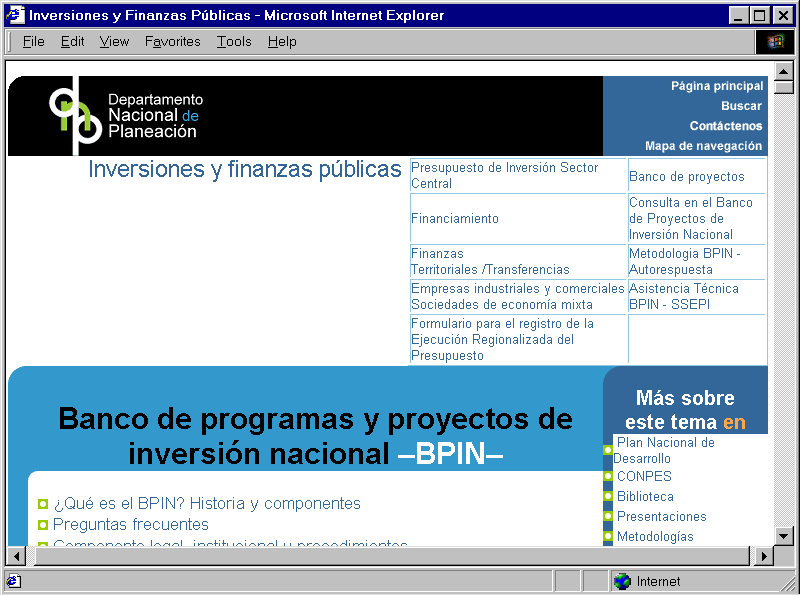 Inversiones y Finanzas Públicas - Microsoft Internet Explorer
File Edit View Favorites Tools Help
dnp
Departamento
Nacional de
Planeación
Página principal
Buscar
Contáctenos
Mapa de navegación
Inversiones y finanzas públicas
Presupuesto de Inversión Sector
Central
Banco de proyectos
Financiamiento
Consulta en el Banco
de Proyectos de
Inversión Nacional
Finanzas
Territoriales /Transferencias
Metodologia BPIN -
Autorespuesta
Empresas industriales y comerciales
Sociedades de economía mixta
Asistencia Técnica
BPIN - SSEPI
Formulario para el registro de la
Ejecución Regionalizada del
Presupuesto
Banco de programas y proyectos de
inversión nacional –BPIN–
¿Qué es el BPIN? Historia y componentes
Preguntas frecuentes
Componente legal, institucional y procedimientos
Más sobre
este tema en
Plan Nacional de
Desarrollo
CONPES
Biblioteca
Presentaciones
Metodologías
Internet